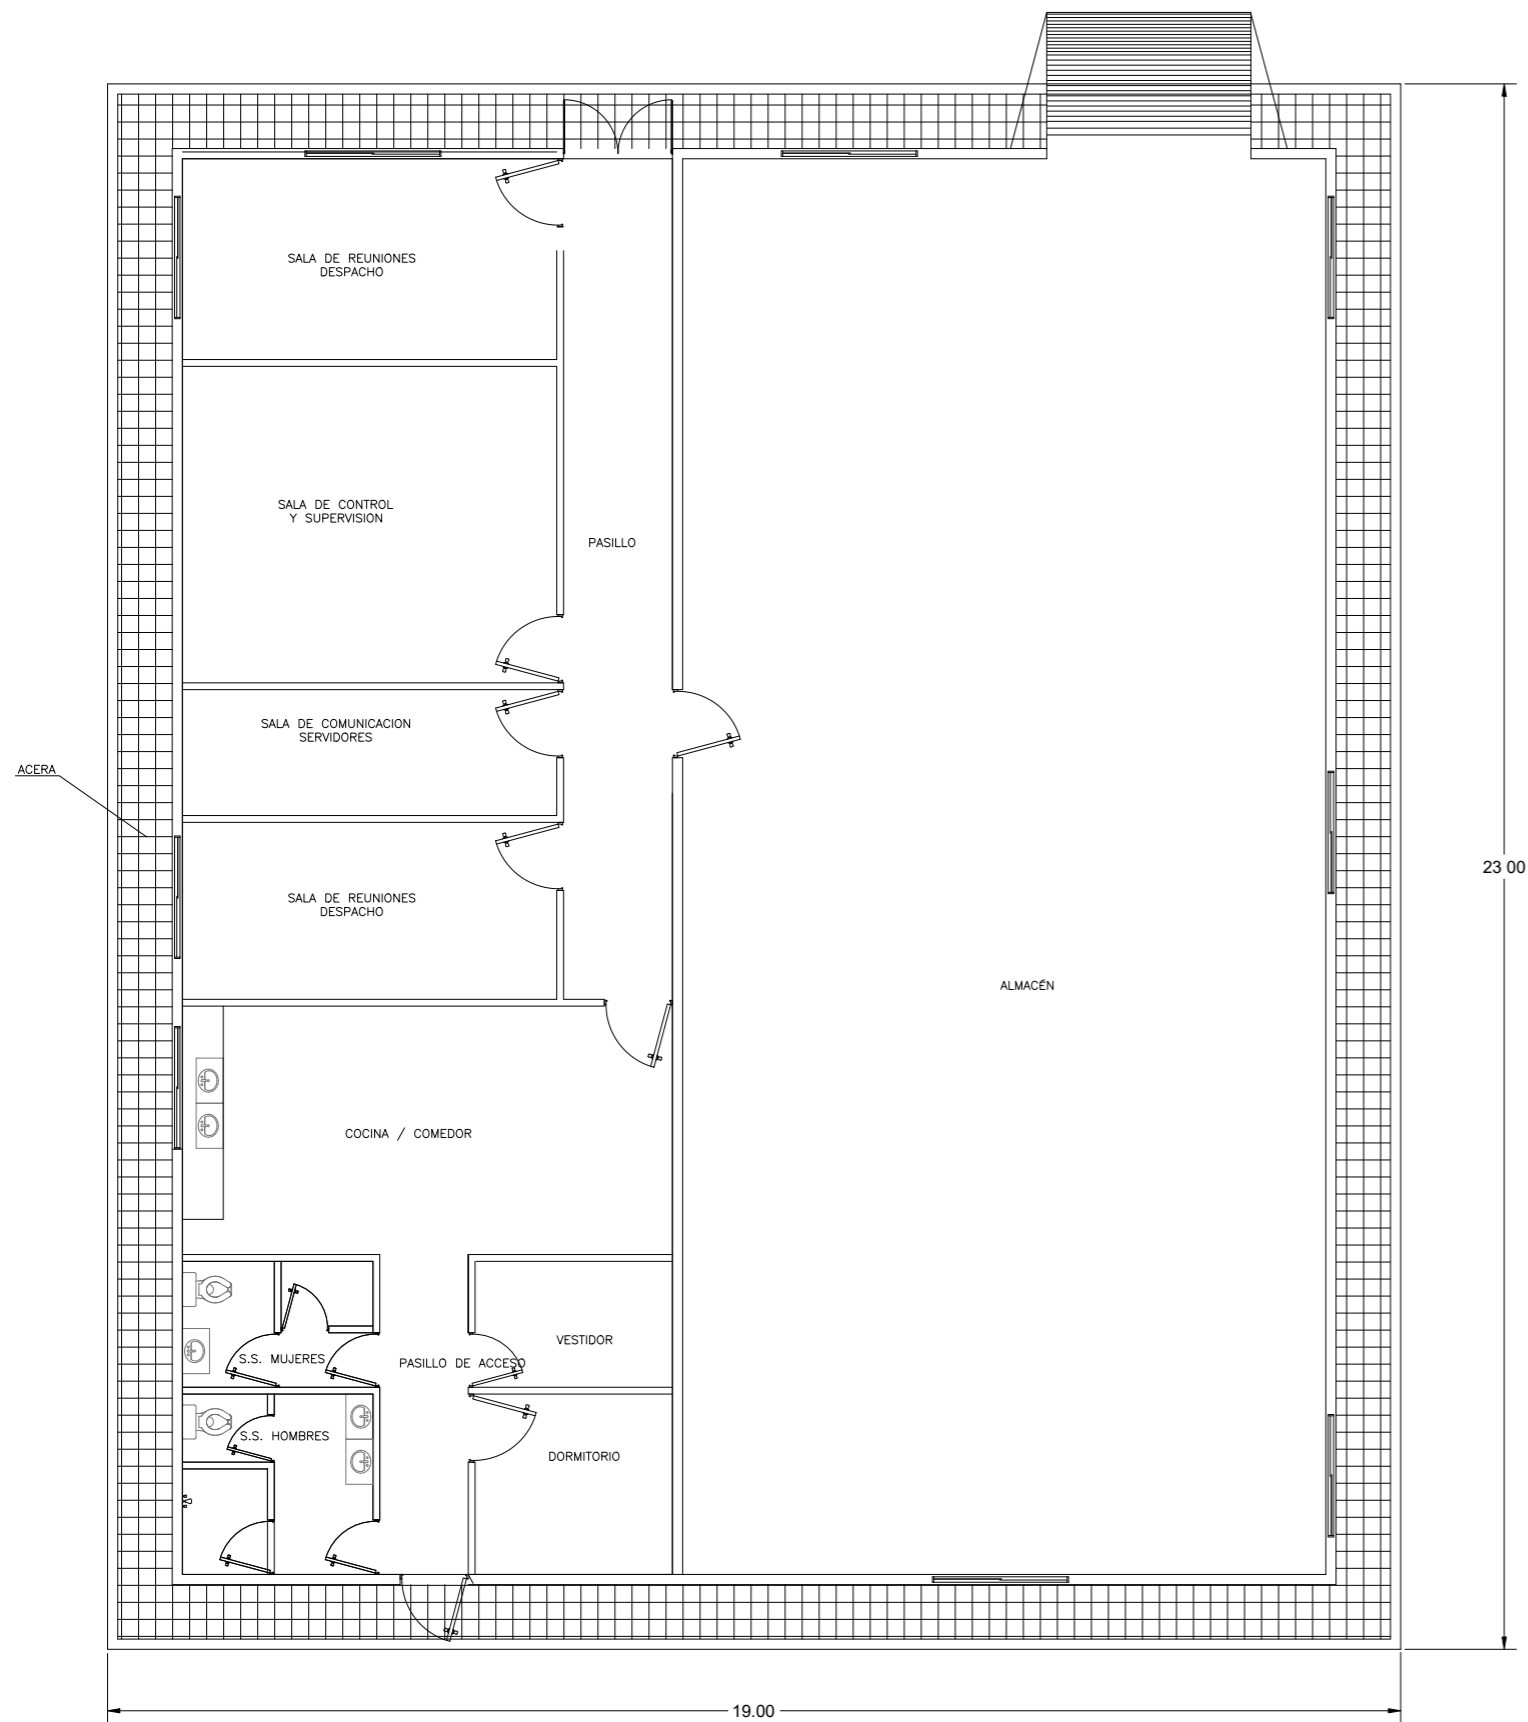 SALA DE REUNIONES
DESPACHO
SALA DE CONTROL
Y SUPERVISION
PASILLO
SALA DE COMUNICACION
SERVIDORES
ACERA
23 00
SALA DE REUNIONES
DESPACHO
ALMACÉN
COCINA / COMEDOR
VESTIDOR
S.S. MUJERES
PASILLO DE ACCESO
S.S. HOMBRES
DORMITORIO
19.00